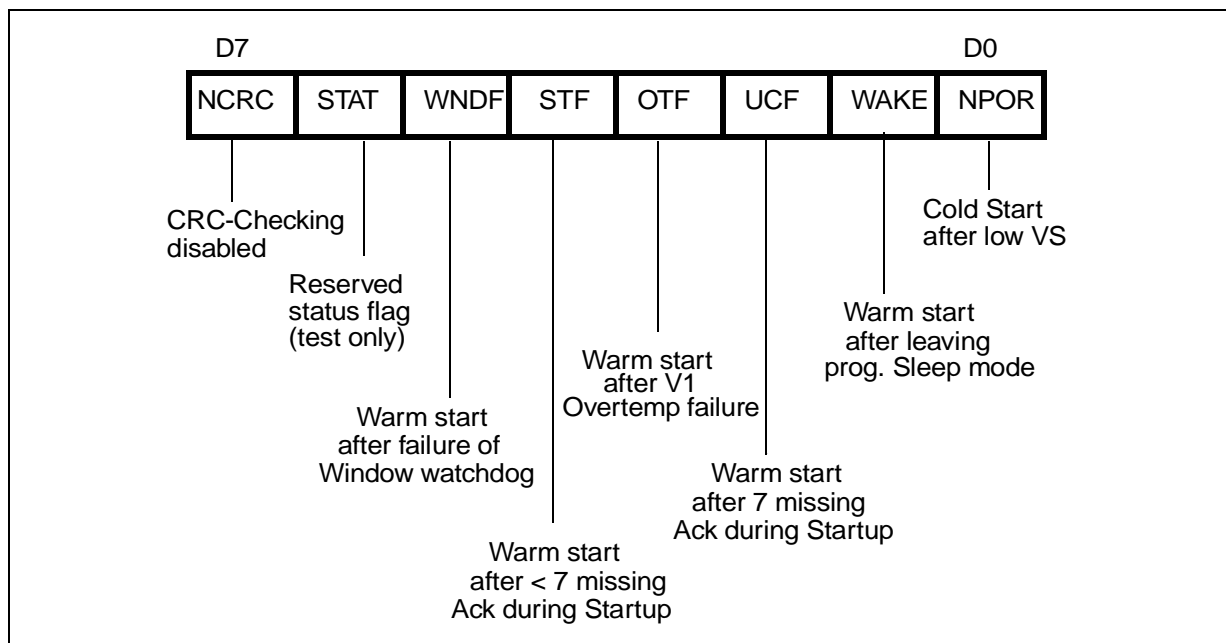 D7
D0
NCRC
STAT
WNDF
STF
OTF
UCF
WAKE
NPOR
CRC-Checking
disabled
Reserved
status flag
(test only)
Warm start
after failure of
Window watchdog
Warm start
after < 7 missing
Ack during Startup
Warm start
after V1
Overtemp failure
Warm start
after 7 missing
Ack during Startup
Warm start
after leaving
prog. Sleep mode
Cold Start
after low VS